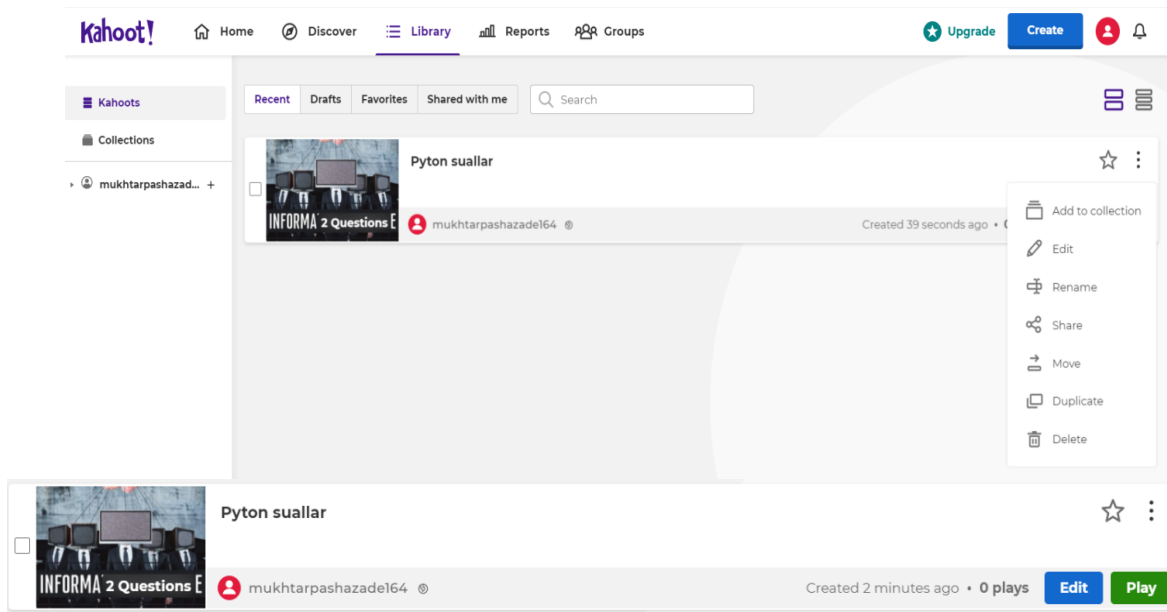 Kahoot! Home Discover Library Reports Groups Upgrade Create
Kahoots
Collections
mukhtarpashazad... +
Recent Drafts Favorites Shared with me Search
Pyton suallar
INFORMA 2 Questions E
mukhtarpashazade164
Created 39 seconds ago •
Add to collection
Edit
Rename
Share
Move
Duplicate
Delete
Pyton suallar
INFORMA 2 Questions E
mukhtarpashazade164
Created 2 minutes ago • 0 plays Edit Play